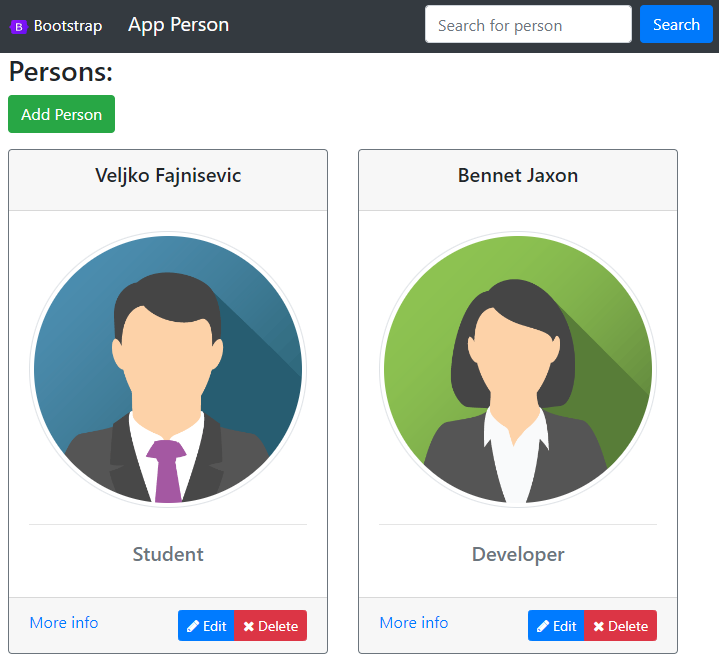 B Bootstrap App Person Search for person Search
Persons:
Add Person
Veljko Fajnisevic
Bennet Jaxon
Student
Developer
More info Edit Delete
More info Edit Delete